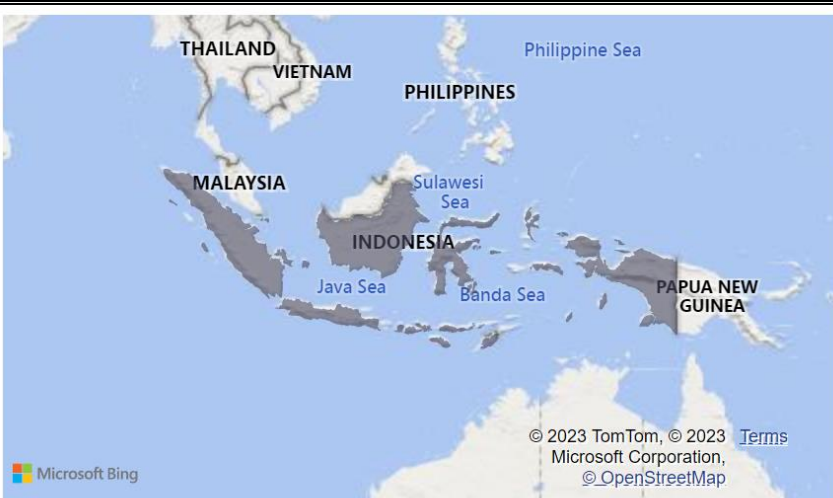 THAILAND
VIETNAM
Philippine Sea
PHILIPPINES
MALAYSIA
Sulawesi
Sea
INDONESIA
Java Sea
Banda Sea
PAPUA NEW
GUINEA
© 2023 TomTom, © 2023
Microsoft Corporation,
© OpenStreetMap
Terms
Microsoft Bing